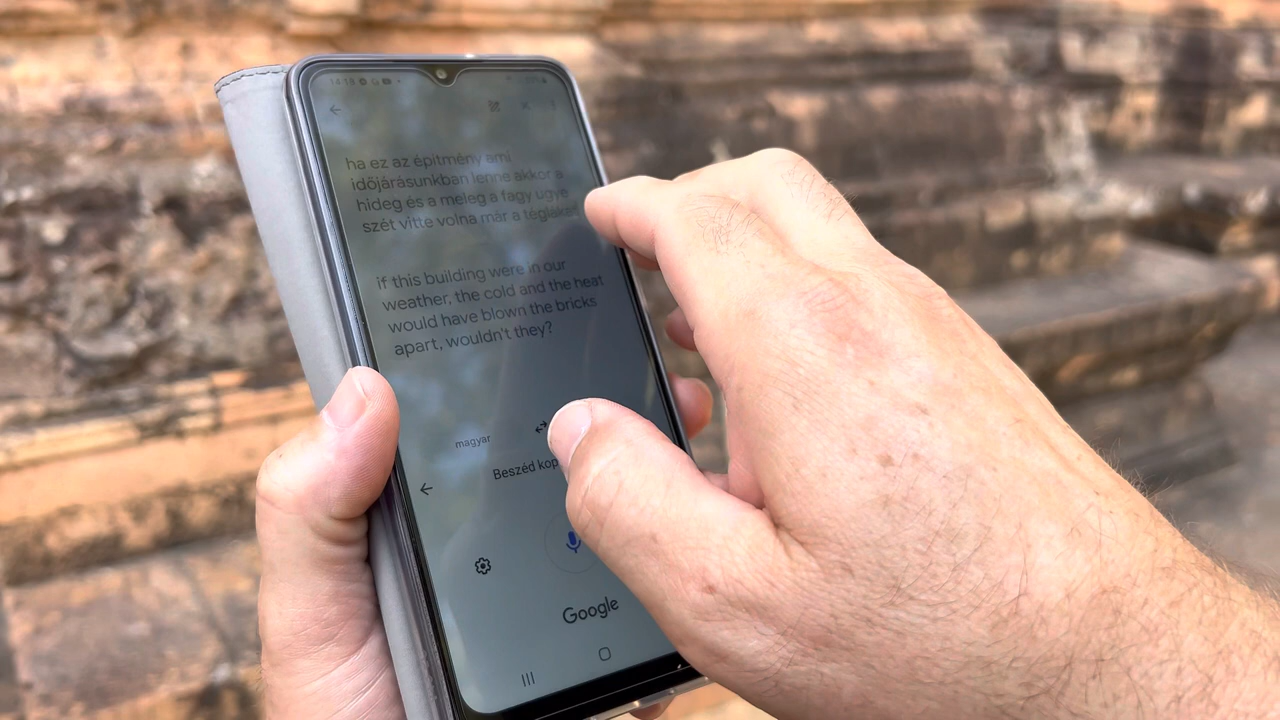 14:19
ha ez az építmény ami
időjárásunkban lenne akkor a
hideg és a meleg a fagy ugye
szét vitte volna már a téglákat
if this building were in our
weather, the cold and the heat
would have blown the bricks
apart, wouldn't they?
magyar
Beszéd
Google